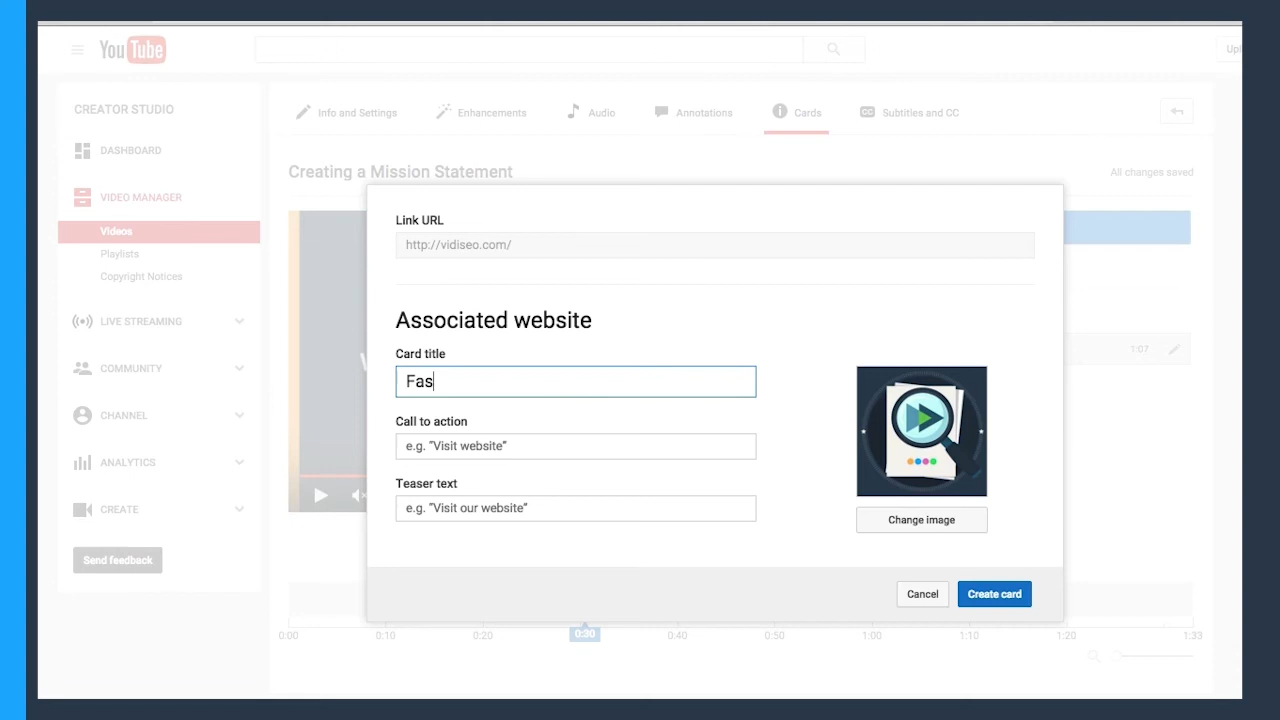 YouTube
Upl
CREATOR STUDIO
DASHBOARD
VIDEO MANAGER
Videos
Playlists
Copyright Notices
LIVE STREAMING
COMMUNITY
CHANNEL
ANALYTICS
CREATE
Send feedback
Info and Settings
Enhancements
Audio
Annotations
Cards
CC Subtitles and CC
Creating a Mission Statement
All changes saved
Link URL
http://vidiseo.com/
Associated website
Card title
Fas
Call to action
e.g. "Visit website"
Teaser text
e.g. "Visit our website"
Change image
Cancel
Create card
1:07
0:00 0:10 0:20 0:30 0:40 0:50 1:00 1:10 1:20 1:33